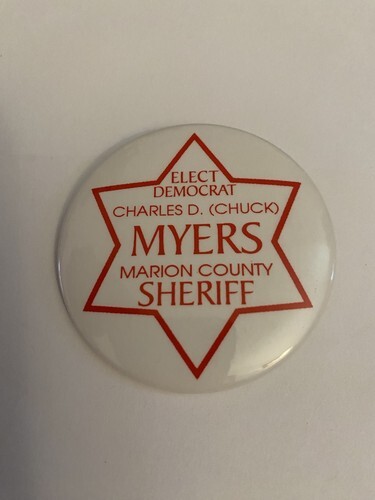 ELECT
DEMOCRAT
CHARLES D. (CHUCK)
MYERS
MARION COUNTY
SHERIFF